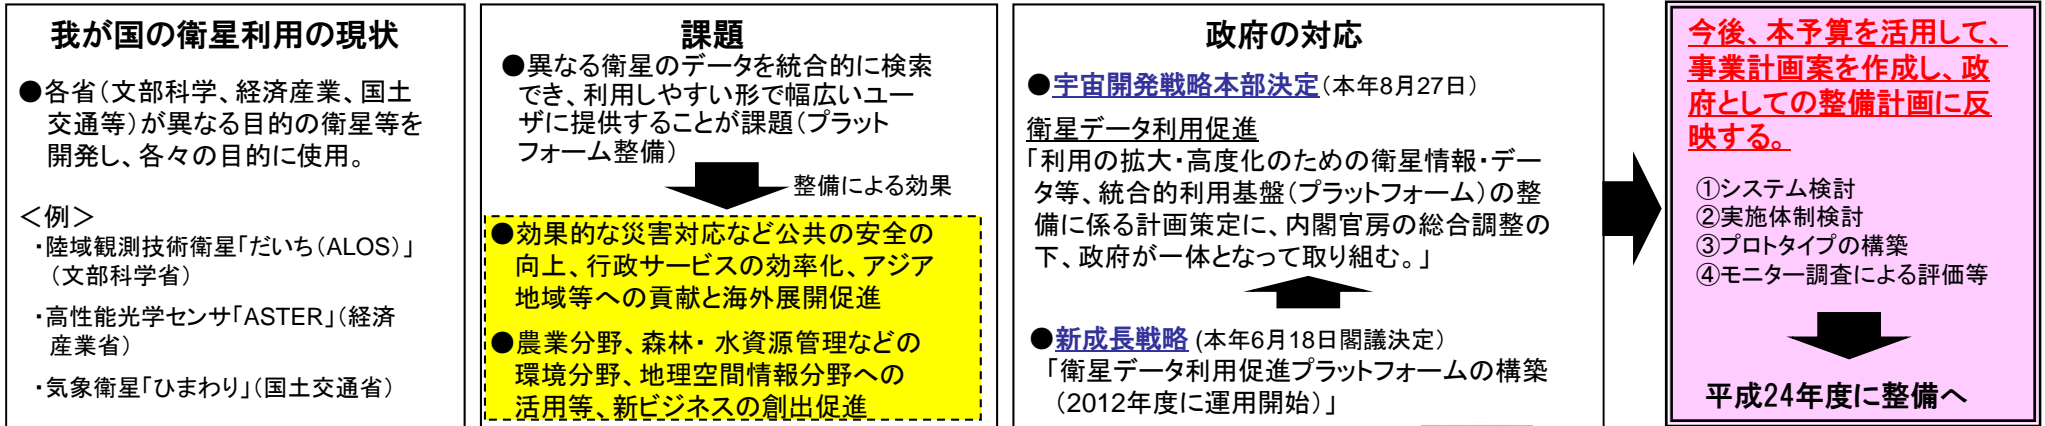 我が国の衛星利用の現状
●各省(文部科学、経済産業、国土
交通等)が異なる目的の衛星等を
開発し、各々の目的に使用。
<例>
・陸域観測技術衛星「だいち(ALOS)」
(文部科学省)
・高性能光学センサ「ASTER」(経済
産業省)
・気象衛星「ひまわり」(国土交通省)
課題
●異なる衛星のデータを統合的に検索
でき、利用しやすい形で幅広いユー
ザに提供することが課題(プラット
フォーム整備)
整備による効果
●効果的な災害対応など公共の安全の
向上、行政サービスの効率化、アジア
地域等への貢献と海外展開促進
●農業分野、森林・ 水資源管理などの
環境分野、地理空間情報分野への
活用等、新ビジネスの創出促進
政府の対応
●宇宙開発戦略本部決定(本年8月27日)
衛星データ利用促進
「利用の拡大・高度化のための衛星情報・デー
タ等、統合的利用基盤(プラットフォーム)の整
備に係る計画策定に、内閣官房の総合調整の
下、政府が一体となって取り組む。」
●新成長戦略 (本年6月18日閣議決定)
「衛星データ利用促進プラットフォームの構築
(2012年度に運用開始)」
今後、本予算を活用して、
事業計画案を作成し、政
府としての整備計画に反
映する。
①システム検討
②実施体制検討
③プロトタイプの構築
④モニター調査による評価等
平成24年度に整備へ